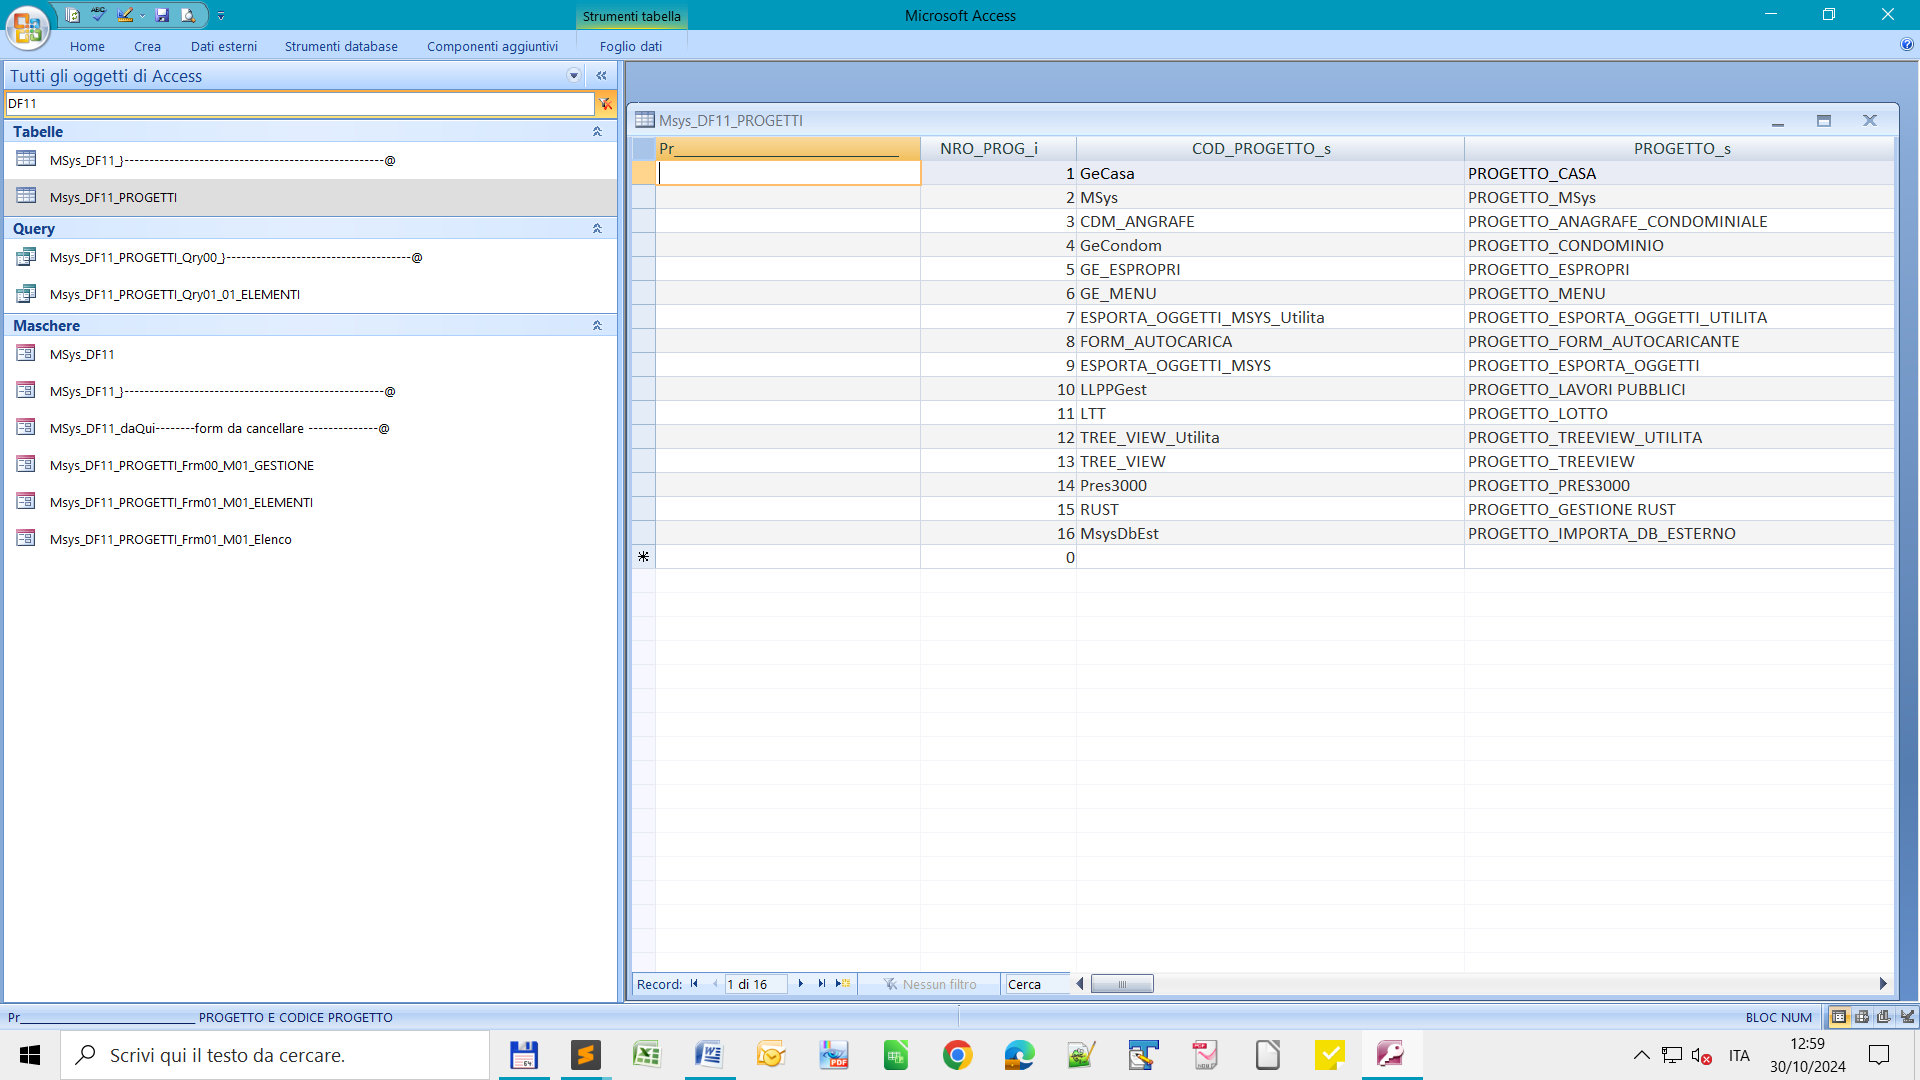 Strumenti tabella
Microsoft Access
Home Crea Dati esterni Strumenti database Componenti aggiuntivi Foglio dati
Tutti gli oggetti di Access
DF11
Tabelle
MSys_DF11_}----------------------------------------------------@
Msys_DF11_PROGETTI
Query
Msys_DF11_PROGETTI_Qry00_}-------------------------------------@
Msys_DF11_PROGETTI_Qry01_01_ELEMENTI
Maschere
MSys_DF11
MSys_DF11_}----------------------------------------------------@
MSys_DF11_daQui--------form da cancellare --------------@
Msys_DF11_PROGETTI_Frm00_M01_GESTIONE
Msys_DF11_PROGETTI_Frm01_M01_ELEMENTI
Msys_DF11_PROGETTI_Frm01_M01_Elenco
Msys_DF11_PROGETTI
Pr____________________________ NRO_PROG_i COD_PROGETTO_s PROGETTO_s
1 GeCasa PROGETTO_CASA
2 MSys PROGETTO_MSys
3 CDM_ANGRAFE PROGETTO_ANAGRAFE_CONDOMINIALE
4 GeCondom PROGETTO_CONDOMINIO
5 GE_ESPROPRI PROGETTO_ESPROPRI
6 GE_MENU PROGETTO_MENU
7 ESPORTA_OGGETTI_MSYS_Utilita PROGETTO_ESPORTA_OGGETTI_UTILITA
8 FORM_AUTOCARICA PROGETTO_FORM_AUTOCARICANTE
9 ESPORTA_OGGETTI_MSYS PROGETTO_ESPORTA_OGGETTI
10 LLPPGest PROGETTO_LAVORI PUBBLICI
11 LTT PROGETTO_LOTTO
12 TREE_VIEW_Utilita PROGETTO_TREEVIEW_UTILITA
13 TREE_VIEW PROGETTO_TREEVIEW
14 Pres3000 PROGETTO_PRES3000
15 RUST PROGETTO_GESTIONE RUST
16 MsysDbEst PROGETTO_IMPORTA_DB_ESTERNO
0
Record: 1 di 16 Nessun filtro Cerca
Pr____________________________ PROGETTO E CODICE PROGETTO
BLOC NUM
Scrivi qui il testo da cercare.
ITA
12:59
30/10/2024